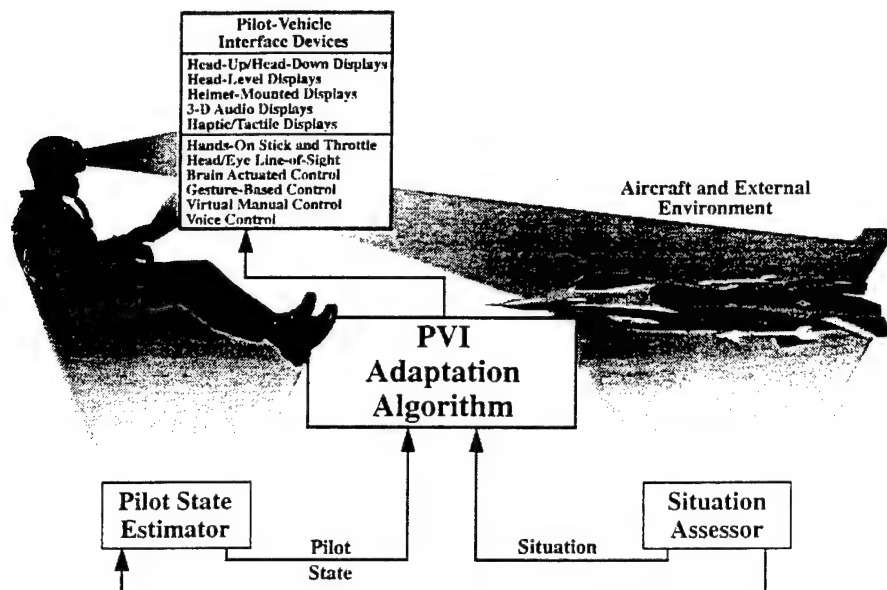 Pilot-Vehicle
Interface Devices
Head-Up/Head-Down Displays
Head-Level Displays
Helmet-Mounted Displays
3-D Audio Displays
Haptic/Tactile Displays
Hands-On Stick and Throttle
Head/Eye Line-of-Sight
Brain Actuated Control
Gesture-Based Control
Virtual Manual Control
Voice Control
Aircraft and External
Environment
PVI
Adaptation
Algorithm
Pilot State
Estimator
Pilot
State
Situation
Situation
Assessor